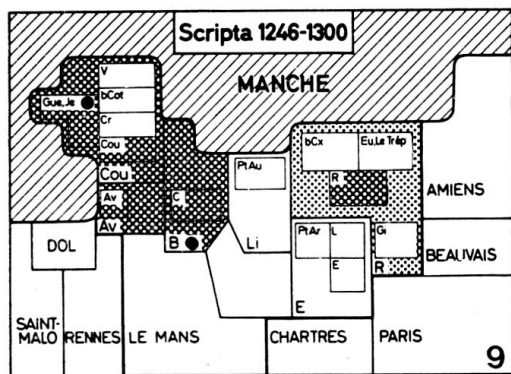 Scripta 1246-1300
MANCHE
V
bCot
Gue,Je
Cr
Cou
Cou
Av
Av
C
B
PtAu
Li
bCx
Eu,Le Trép
R
AMIENS
PtAr
L
E
E
Gi
R
BEAUVAIS
DOL
SAINT-
MALO
RENNES
LE MANS
CHARTRES
PARIS
9